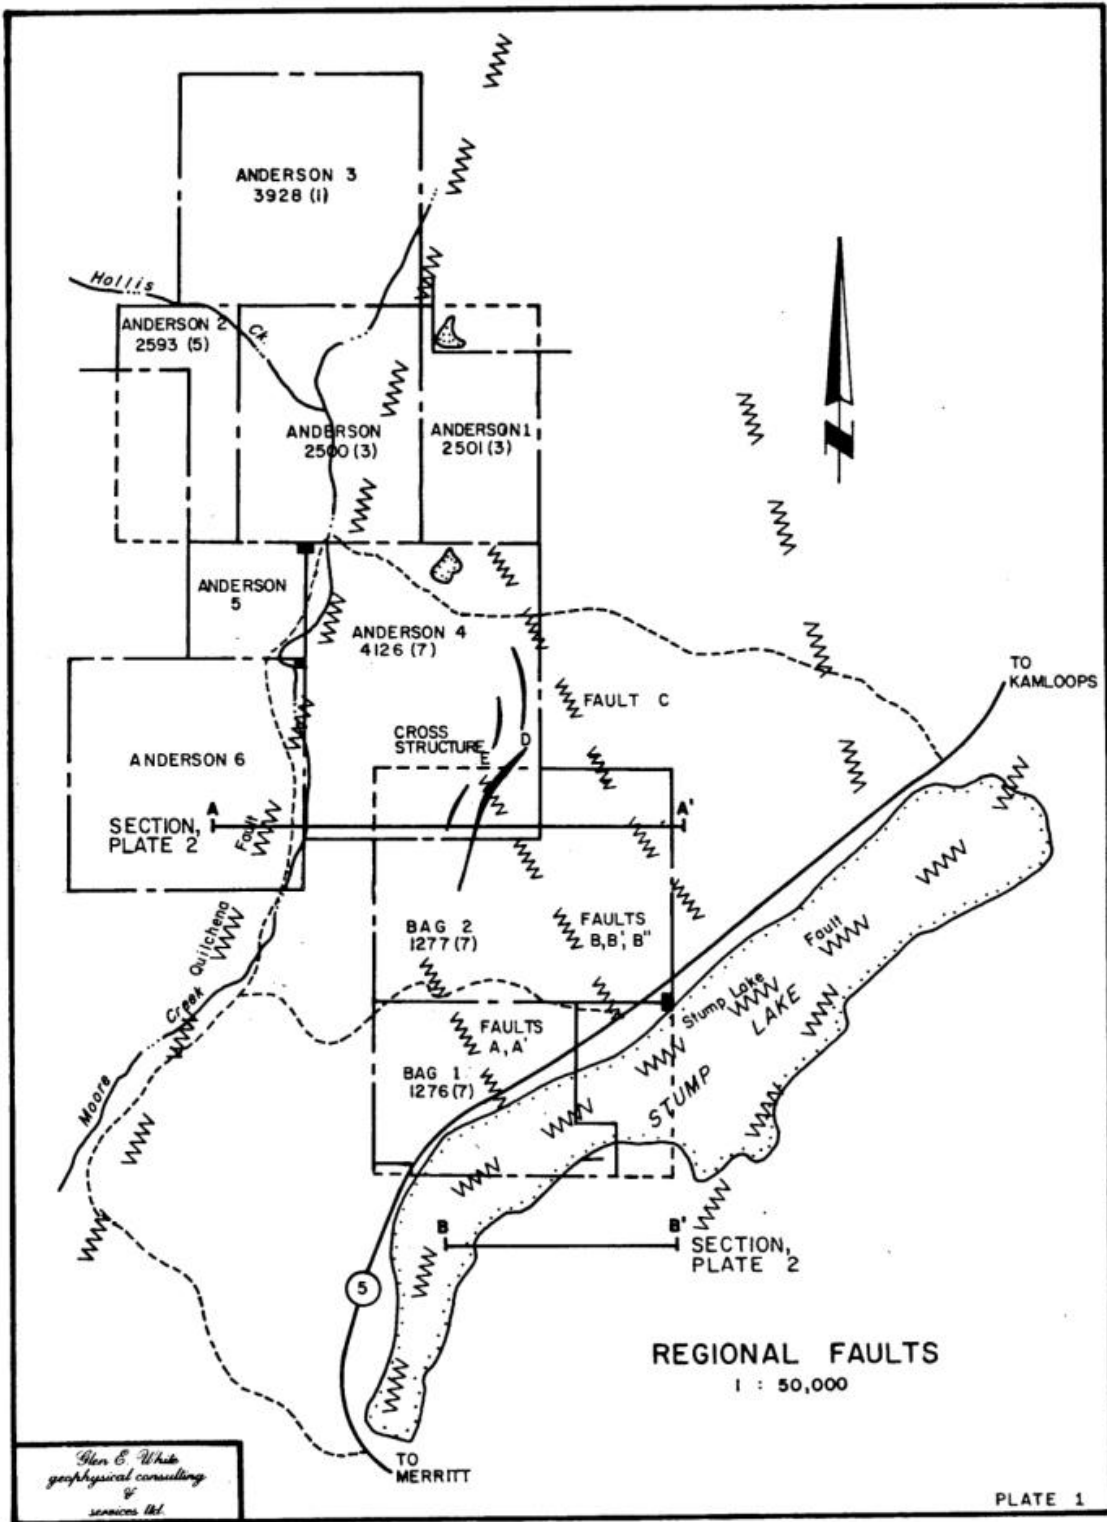 ANDERSON 3
3928 (1)
Hollis
Ck.
ANDERSON 2
2593 (5)
ANDERSON
2500 (3)
ANDERSON 1
2501 (3)
ANDERSON
5
ANDERSON 4
4126 (7)
TO
KAMLOOPS
FAULT C
CROSS
STRUCTURE
E
D
ANDERSON 6
A
A'
SECTION,
PLATE 2
Fault
Quilchena
BAG 2
1277 (7)
FAULTS
B, B', B"
Fault
Stump Lake
LAKE
STUMP
Creek
Moore
FAULTS
A, A'
BAG 1
1276 (7)
B
B'
SECTION,
PLATE 2
5
REGIONAL FAULTS
1 : 50,000
TO
MERRITT
Glen E. White
geophysical consulting
&
services ltd.
PLATE 1